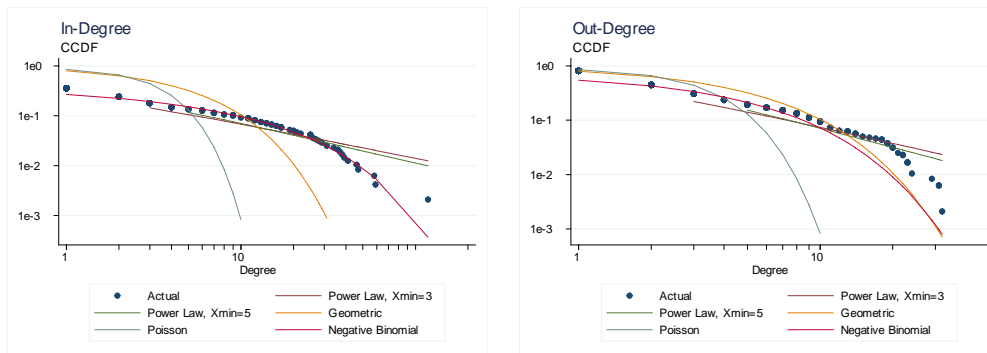 In-Degree
CCDF
1e0
1e-1
1e-2
1e-3
1
10
Degree
Actual
Power Law, Xmin=3
Power Law, Xmin=5
Geometric
Poisson
Negative Binomial
Out-Degree
CCDF
1e0
1e-1
1e-2
1e-3
1
10
Degree
Actual
Power Law, Xmin=3
Power Law, Xmin=5
Geometric
Poisson
Negative Binomial